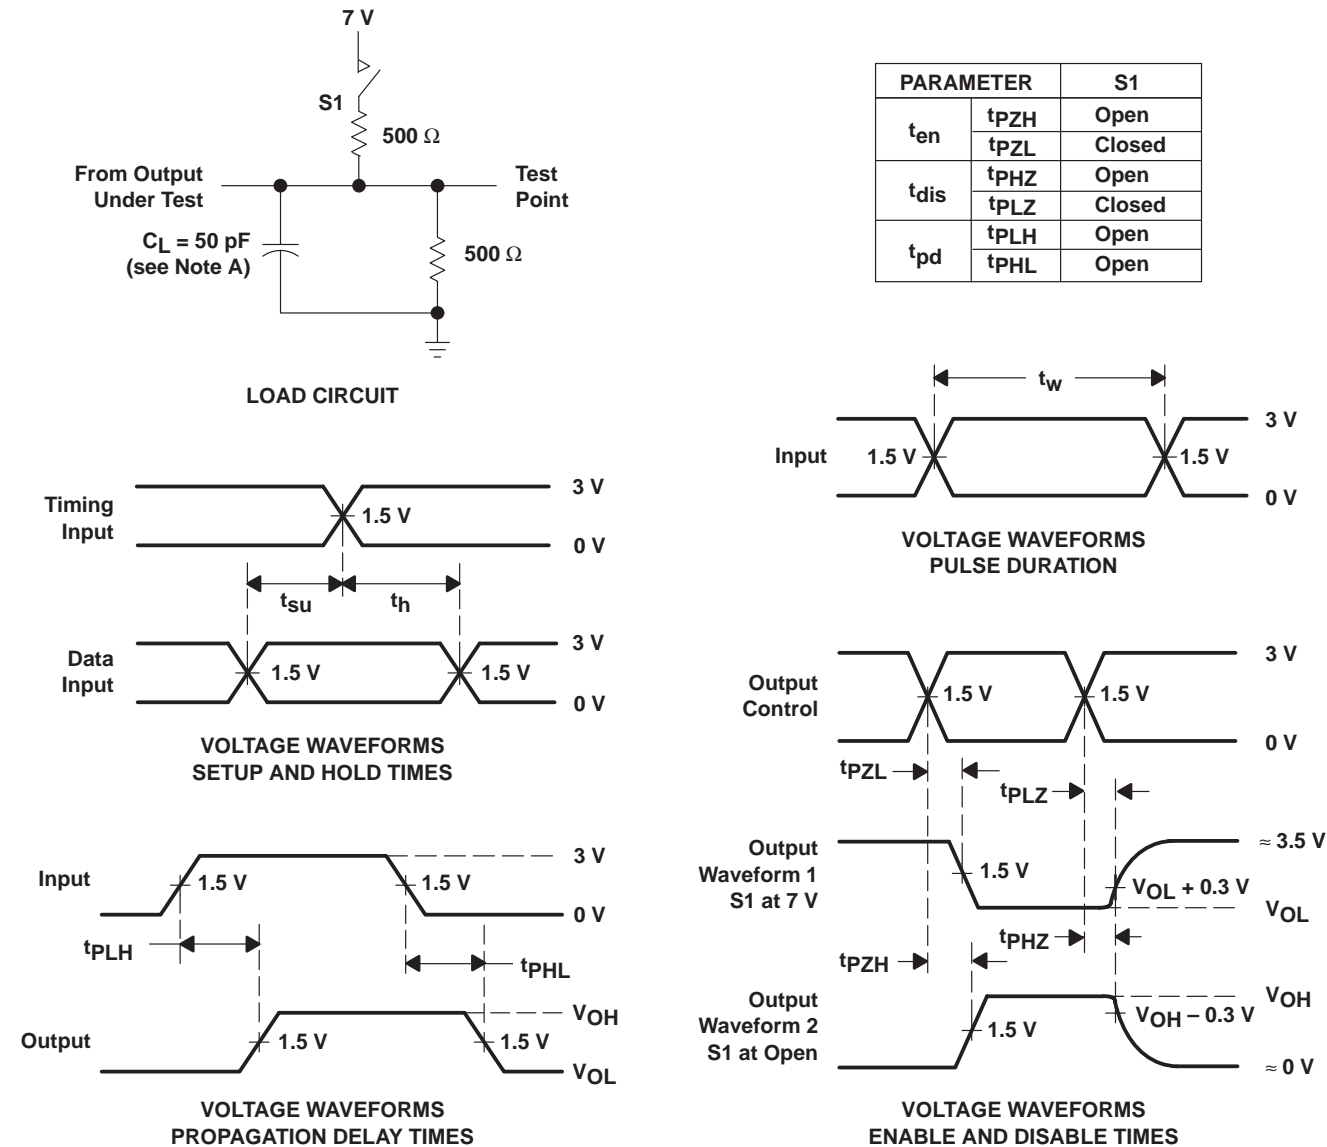 7 V
S1
500 Ω
From Output
Under Test
Test
Point
CL = 50 pF
(see Note A)
500 Ω
LOAD CIRCUIT
PARAMETER S1
ten tPZH Open
tPZL Closed
tdis tPHZ Open
tPLZ Closed
tpd tPLH Open
tPHL Open
tw
3 V
Input 1.5 V 1.5 V
0 V
VOLTAGE WAVEFORMS
PULSE DURATION
3 V
Timing
Input
1.5 V
0 V
tsu th
3 V
Data
Input
1.5 V 1.5 V
0 V
VOLTAGE WAVEFORMS
SETUP AND HOLD TIMES
3 V
Input 1.5 V 1.5 V
0 V
tPLH tPHL
VOH
Output 1.5 V 1.5 V
VOL
VOLTAGE WAVEFORMS
PROPAGATION DELAY TIMES
3 V
Output
Control
1.5 V 1.5 V
0 V
tPZL tPLZ
Output
Waveform 1
S1 at 7 V
≈ 3.5 V
1.5 V VOL + 0.3 V
VOL
tPZH tPHZ
Output
Waveform 2
S1 at Open
VOH
1.5 V VOH – 0.3 V
≈ 0 V
VOLTAGE WAVEFORMS
ENABLE AND DISABLE TIMES